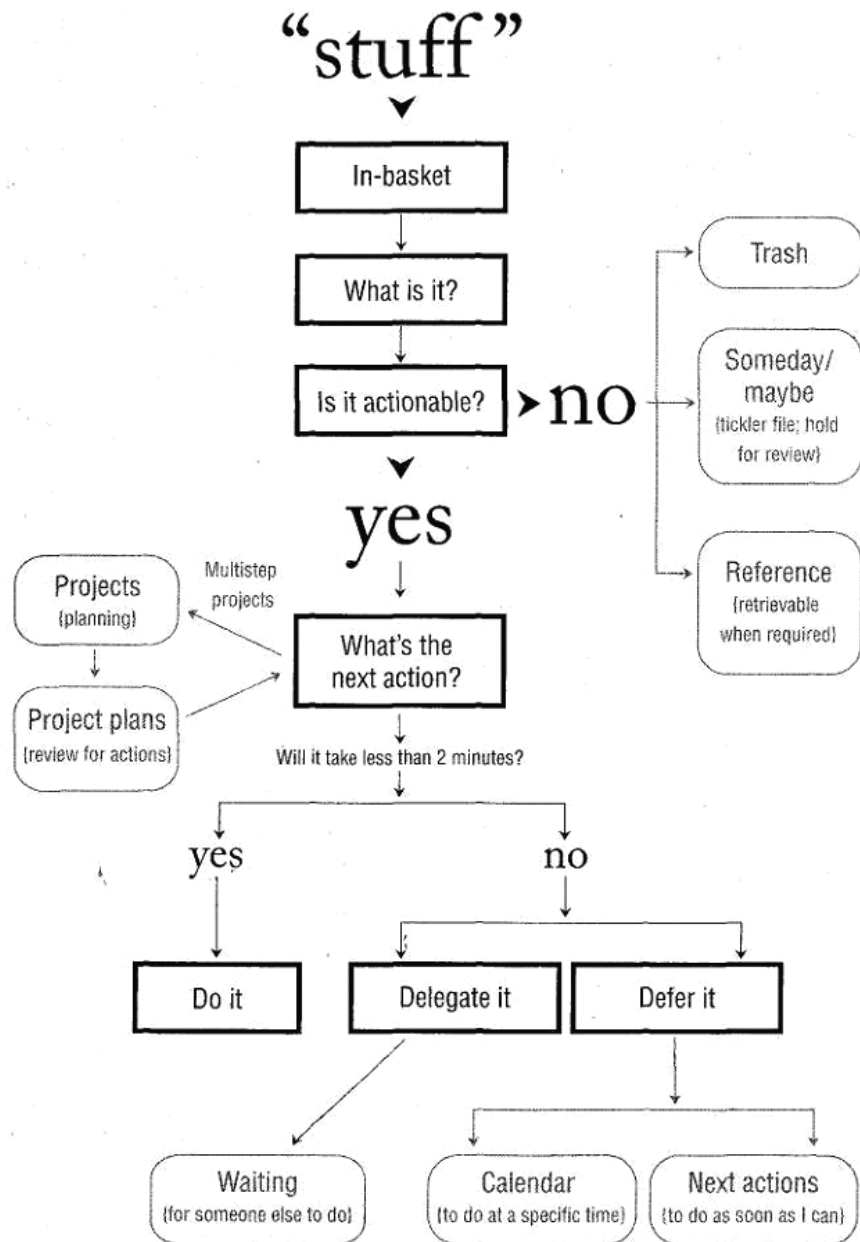 “stuff”
In-basket
What is it?
Is it actionable?
no
Trash
Someday/
maybe
{tickler file; hold
for review}
Reference
{retrievable
when required}
yes
Multistep
projects
Projects
{planning}
Project plans
{review for actions}
What's the
next action?
Will it take less than 2 minutes?
yes
no
Do it
Delegate it
Defer it
Waiting
{for someone else to do}
Calendar
{to do at a specific time}
Next actions
{to do as soon as I can}